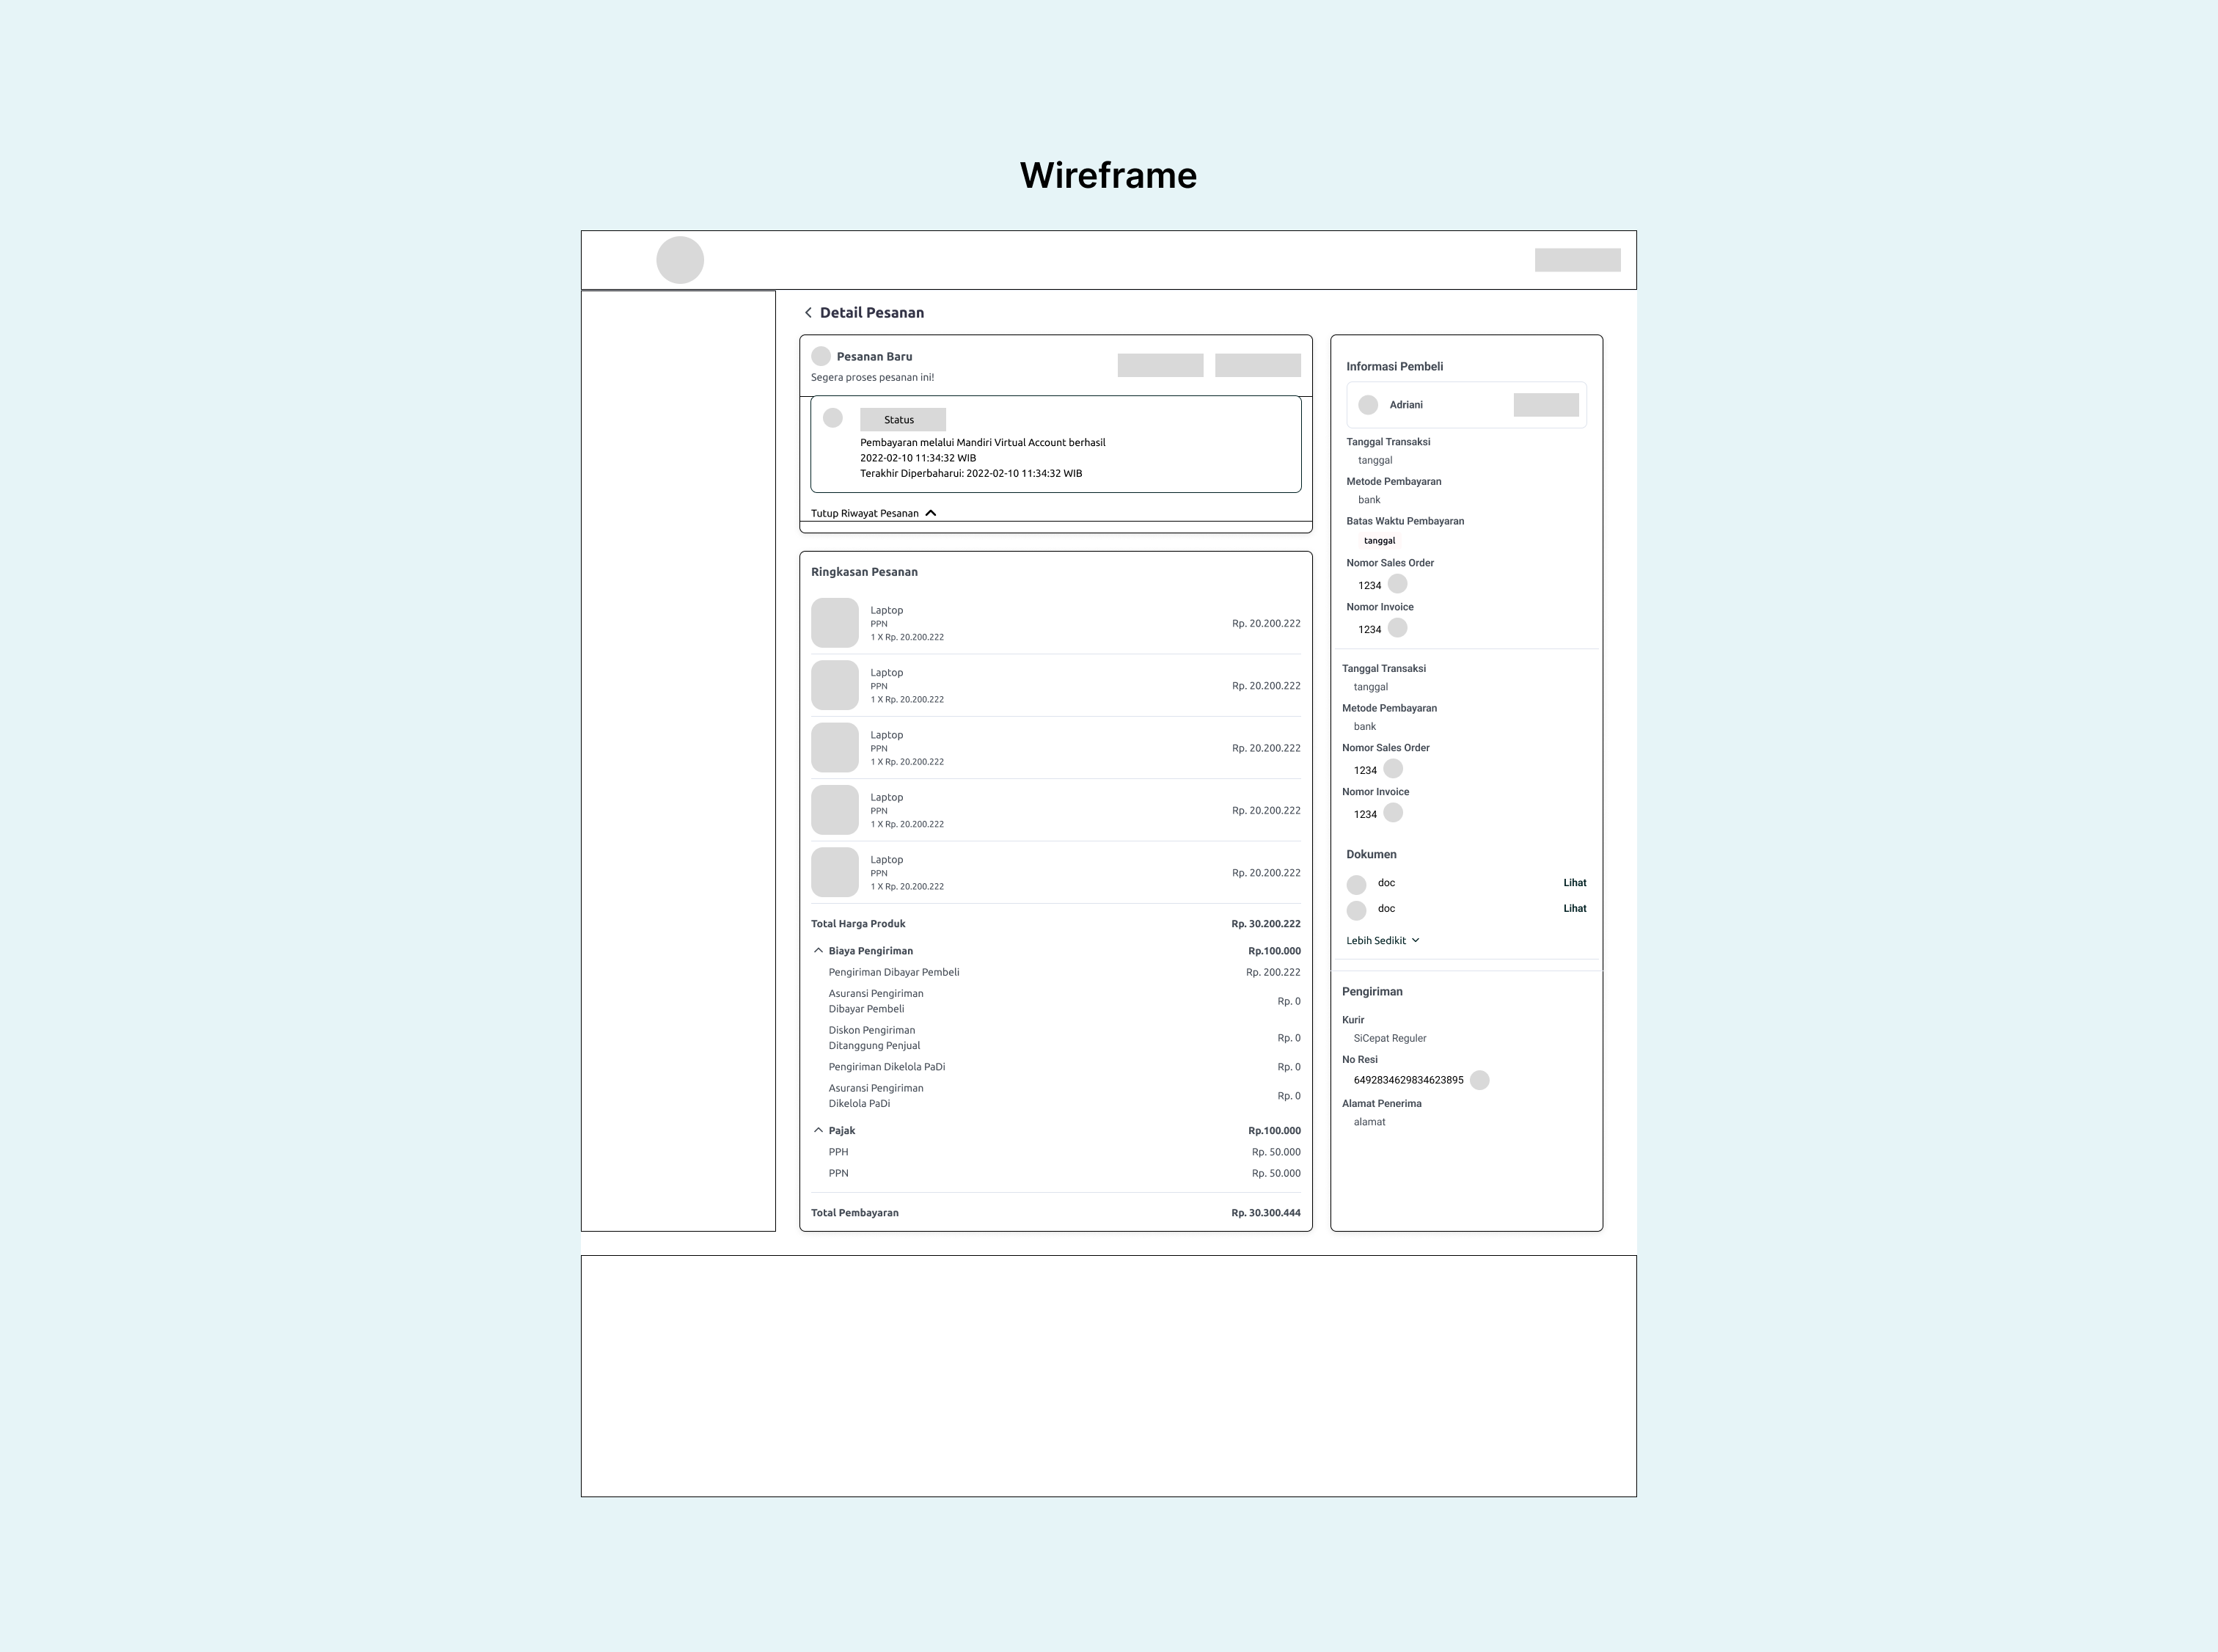 Wireframe
Detail Pesanan
Pesanan Baru
Segera proses pesanan ini!
Status
Pembayaran melalui Mandiri Virtual Account berhasil
2022-02-10 11:34:32 WIB
Terakhir Diperbaharui: 2022-02-10 11:34:32 WIB
Tutup Riwayat Pesanan
Ringkasan Pesanan
Laptop
PPN
1 X Rp. 20.200.222
Rp. 20.200.222
Laptop
PPN
1 X Rp. 20.200.222
Rp. 20.200.222
Laptop
PPN
1 X Rp. 20.200.222
Rp. 20.200.222
Laptop
PPN
1 X Rp. 20.200.222
Rp. 20.200.222
Laptop
PPN
1 X Rp. 20.200.222
Rp. 20.200.222
Total Harga Produk Rp. 30.200.222
Biaya Pengiriman Rp.100.000
Pengiriman Dibayar Pembeli Rp. 200.222
Asuransi Pengiriman
Dibayar Pembeli
Rp. 0
Diskon Pengiriman
Ditanggung Penjual
Rp. 0
Pengiriman Dikelola PaDi Rp. 0
Asuransi Pengiriman
Dikelola PaDi
Rp. 0
Pajak Rp.100.000
PPH Rp. 50.000
PPN Rp. 50.000
Total Pembayaran Rp. 30.300.444
Informasi Pembeli
Adriani
Tanggal Transaksi
tanggal
Metode Pembayaran
bank
Batas Waktu Pembayaran
tanggal
Nomor Sales Order
1234
Nomor Invoice
1234
Tanggal Transaksi
tanggal
Metode Pembayaran
bank
Nomor Sales Order
1234
Nomor Invoice
1234
Dokumen
doc Lihat
doc Lihat
Lebih Sedikit
Pengiriman
Kurir
SiCepat Reguler
No Resi
6492834629834623895
Alamat Penerima
alamat